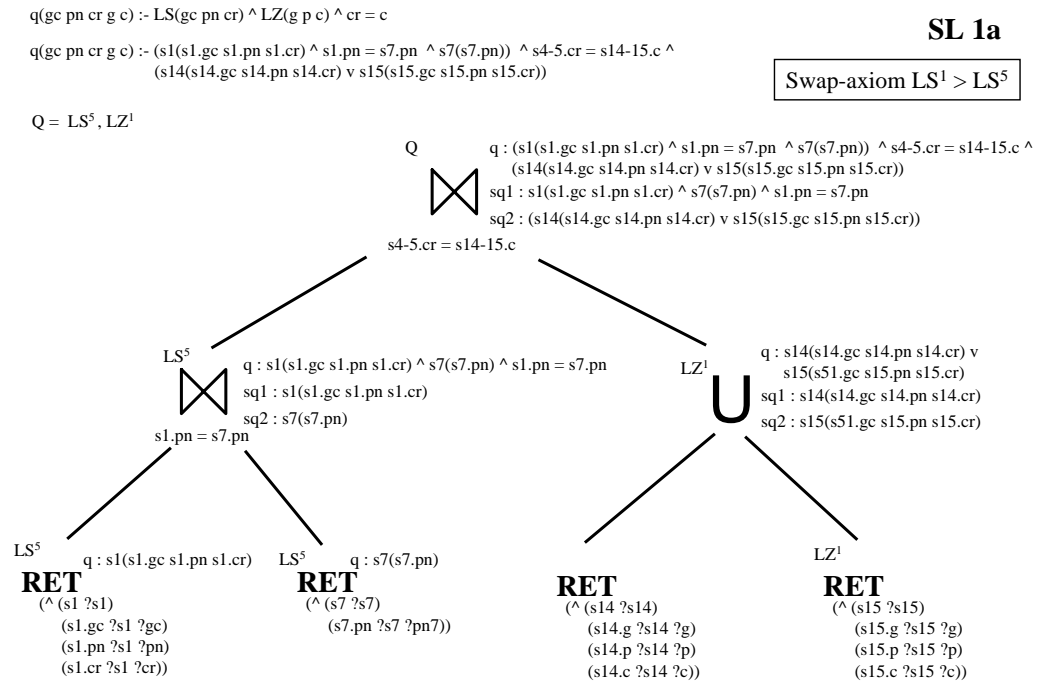 q(gc pn cr g c) :- LS(gc pn cr) ^ LZ(g p c) ^ cr = c
SL 1a
q(gc pn cr g c) :- (s1(s1.gc s1.pn s1.cr) ^ s1.pn = s7.pn ^ s7(s7.pn)) ^ s4-5.cr = s14-15.c ^
(s14(s14.gc s14.pn s14.cr) v s15(s15.gc s15.pn s15.cr))
Swap-axiom LS¹ > LS⁵
Q = LS⁵, LZ¹
Q
q : (s1(s1.gc s1.pn s1.cr) ^ s1.pn = s7.pn ^ s7(s7.pn)) ^ s4-5.cr = s14-15.c ^
(s14(s14.gc s14.pn s14.cr) v s15(s15.gc s15.pn s15.cr))
sq1 : s1(s1.gc s1.pn s1.cr) ^ s7(s7.pn) ^ s1.pn = s7.pn
sq2 : (s14(s14.gc s14.pn s14.cr) v s15(s15.gc s15.pn s15.cr))
s4-5.cr = s14-15.c
LS⁵
q : s1(s1.gc s1.pn s1.cr) ^ s7(s7.pn) ^ s1.pn = s7.pn
sq1 : s1(s1.gc s1.pn s1.cr)
sq2 : s7(s7.pn)
s1.pn = s7.pn
LZ¹
U
q : s14(s14.gc s14.pn s14.cr) v
s15(s51.gc s15.pn s15.cr)
sq1 : s14(s14.gc s14.pn s14.cr)
sq2 : s15(s51.gc s15.pn s15.cr)
LS⁵
q : s1(s1.gc s1.pn s1.cr)
RET
(^ (s1 ?s1)
(s1.gc ?s1 ?gc)
(s1.pn ?s1 ?pn)
(s1.cr ?s1 ?cr))
LS⁵
q : s7(s7.pn)
RET
(^ (s7 ?s7)
(s7.pn ?s7 ?pn7))
RET
(^ (s14 ?s14)
(s14.g ?s14 ?g)
(s14.p ?s14 ?p)
(s14.c ?s14 ?c))
LZ¹
RET
(^ (s15 ?s15)
(s15.g ?s15 ?g)
(s15.p ?s15 ?p)
(s15.c ?s15 ?c))